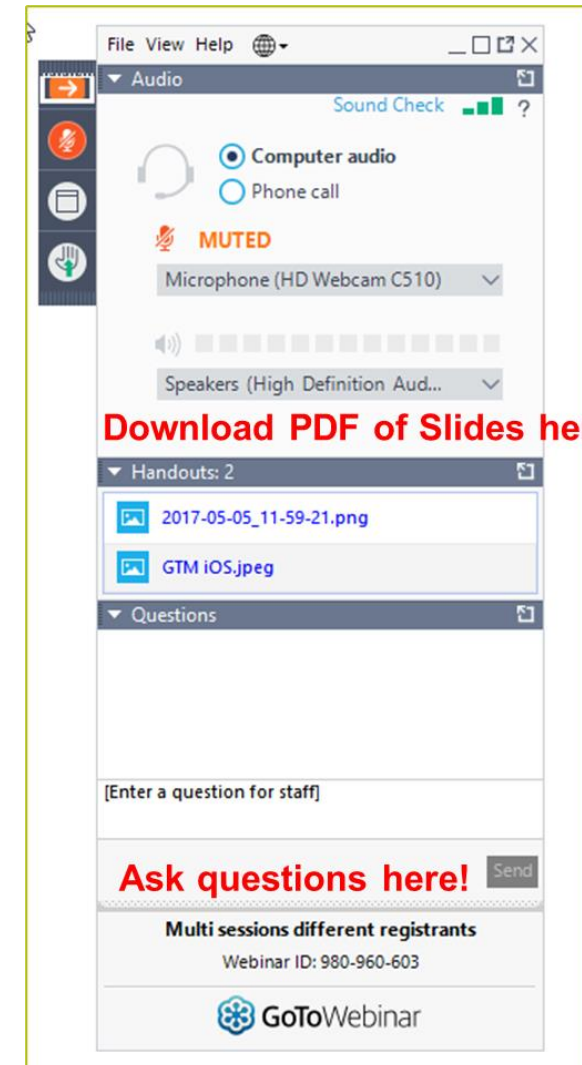 File View Help
Audio
Sound Check ?
Computer audio
Phone call
MUTED
Microphone (HD Webcam C510)
Speakers (High Definition Aud...
Download PDF of Slides he
Handouts: 2
2017-05-05_11-59-21.png
GTM iOS.jpeg
Questions
[Enter a question for staff]
Ask questions here! Send
Multi sessions different registrants
Webinar ID: 980-960-603
GoToWebinar